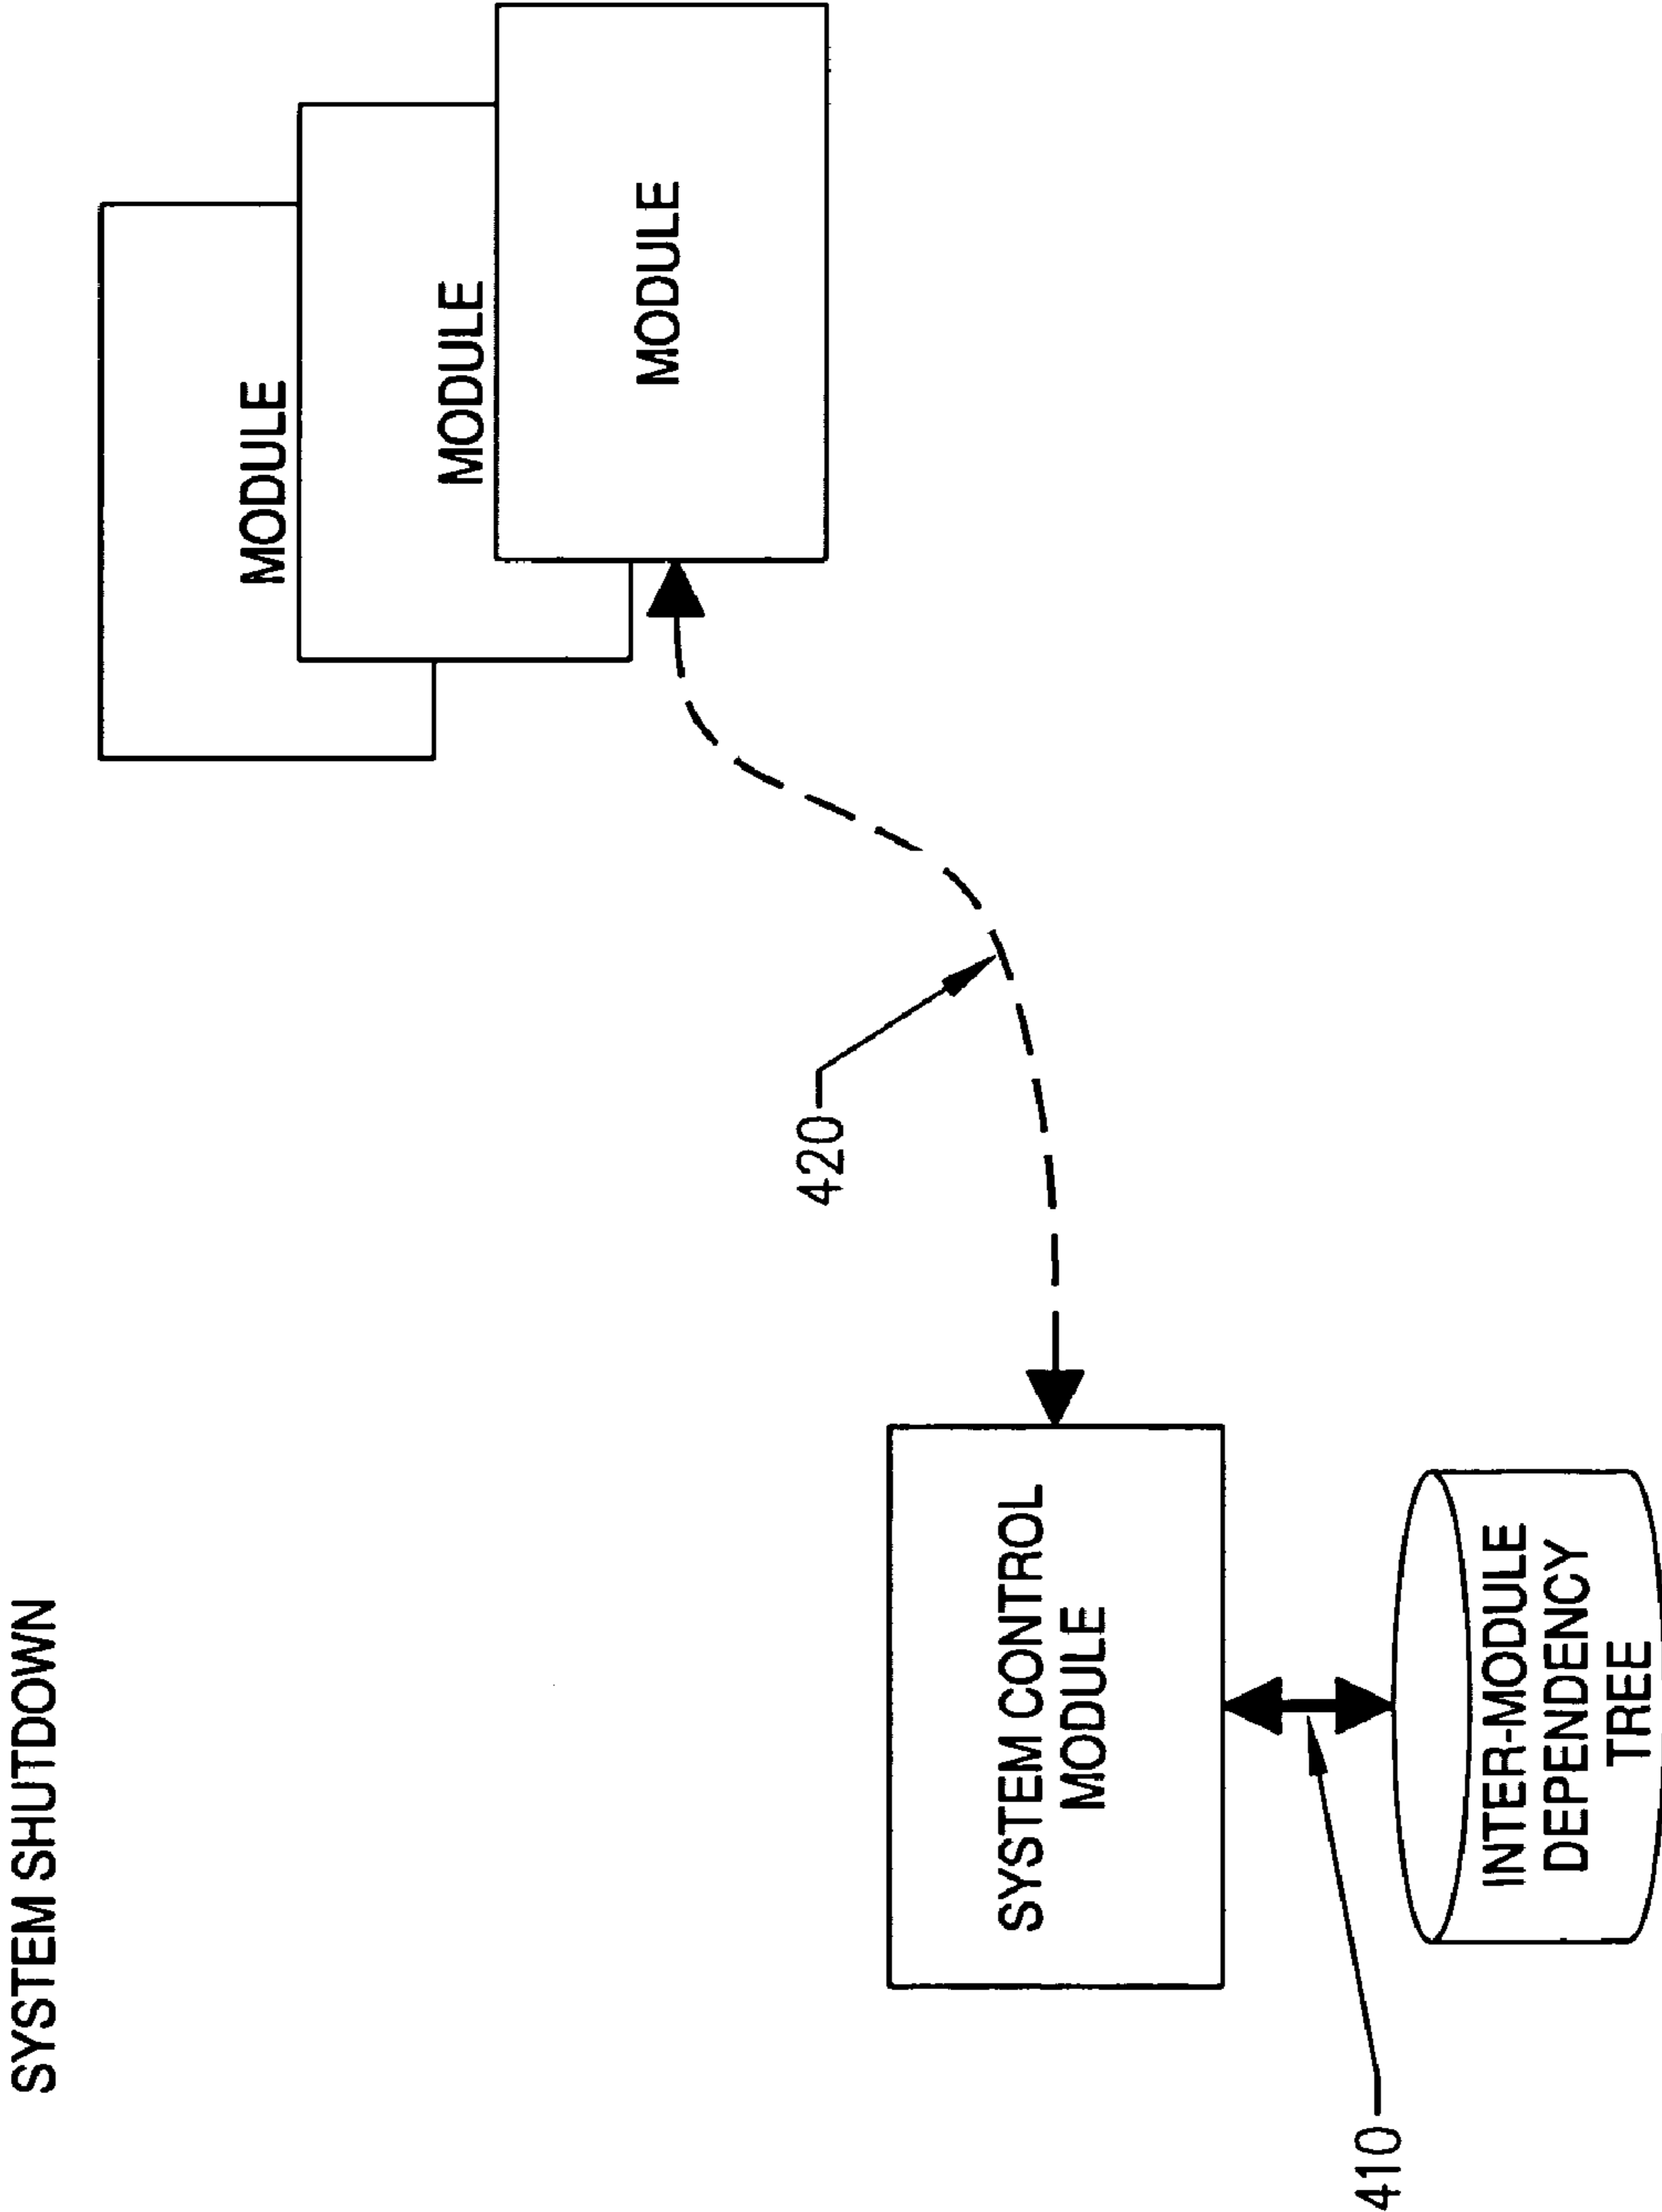 SYSTEM SHUTDOWN
MODULE
MODULE
MODULE
420
SYSTEM CONTROL
MODULE
410
INTER-MODULE
DEPENDENCY
TREE